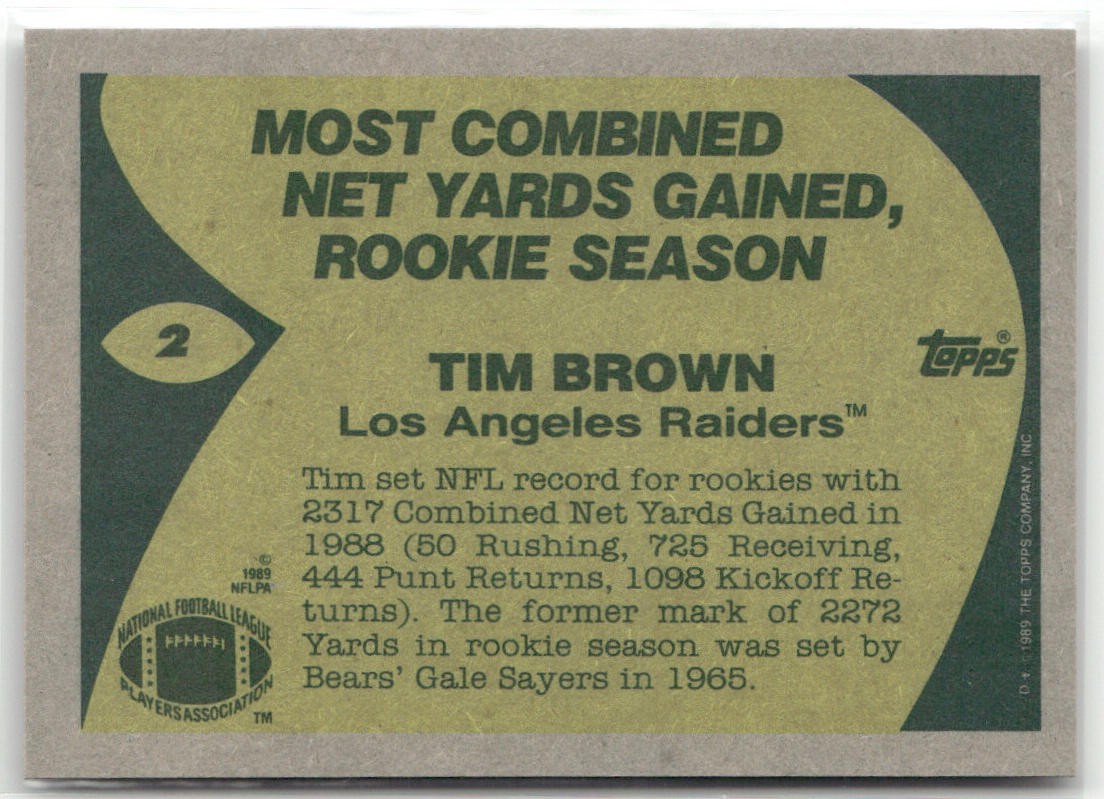 MOST COMBINED
NET YARDS GAINED,
ROOKIE SEASON
2
topps®
TIM BROWN
Los Angeles Raiders™
Tim set NFL record for rookies with
2317 Combined Net Yards Gained in
1988 (50 Rushing, 725 Receiving,
444 Punt Returns, 1098 Kickoff Re-
turns). The former mark of 2272
Yards in rookie season was set by
Bears' Gale Sayers in 1965.
©
1989
NFLPA
NATIONAL FOOTBALL LEAGUE
PLAYERS ASSOCIATION
TM
D * ©1989 THE TOPPS COMPANY, INC